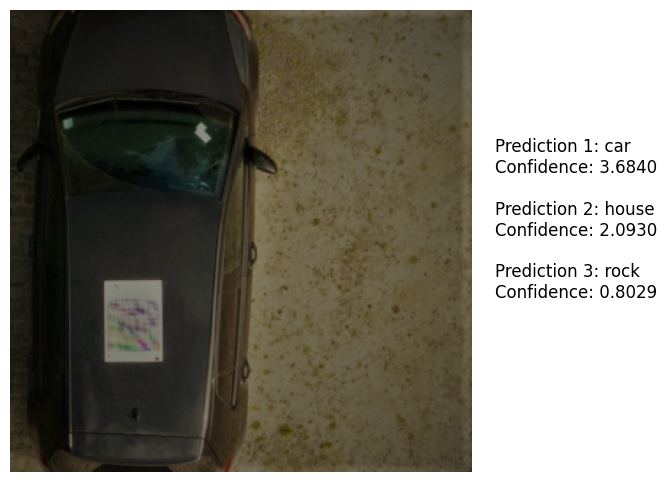 Prediction 1: car
Confidence: 3.6840
Prediction 2: house
Confidence: 2.0930
Prediction 3: rock
Confidence: 0.8029